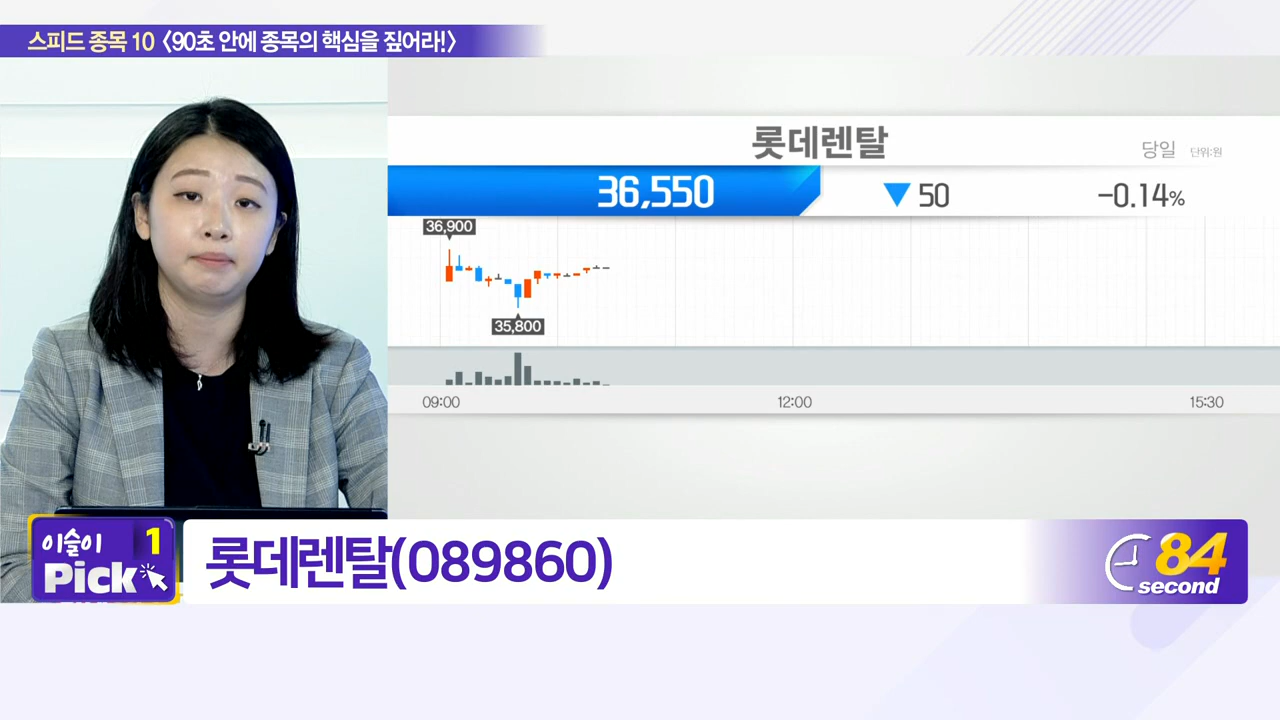 스피드 종목 10 〈90초 안에 종목의 핵심을 짚어라!〉
롯데렌탈
당일 단위:원
36,550 ▼ 50 -0.14%
36,900
35,800
09:00 12:00 15:30
이슬이 1
Pick
롯데렌탈(089860)
84
second